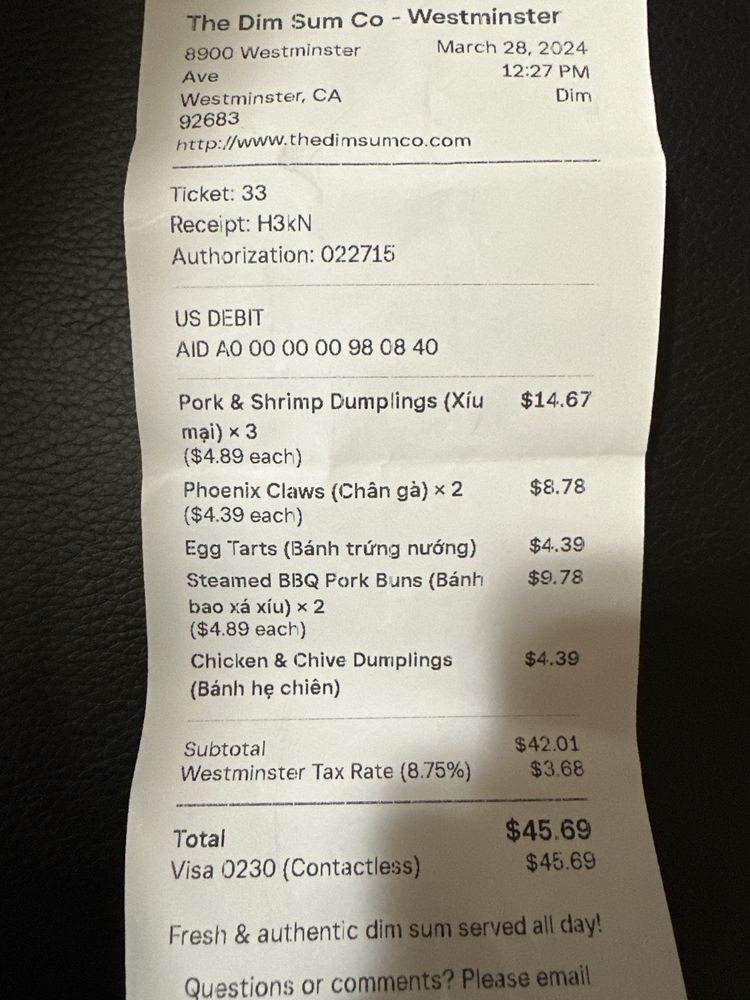 The Dim Sum Co - Westminster
8900 Westminster March 28, 2024
Ave 12:27 PM
Westminster, CA Dim
92683
http://www.thedimsumco.com
Ticket: 33
Receipt: H3kN
Authorization: 022715
US DEBIT
AID A0 00 00 00 98 08 40
Pork & Shrimp Dumplings (Xíu $14.67
mại) × 3
($4.89 each)
Phoenix Claws (Chân gà) × 2 $8.78
($4.39 each)
Egg Tarts (Bánh trứng nướng) $4.39
Steamed BBQ Pork Buns (Bánh $9.78
bao xá xíu) × 2
($4.89 each)
Chicken & Chive Dumplings $4.39
(Bánh hẹ chiên)
Subtotal $42.01
Westminster Tax Rate (8.75%) $3.68
Total $45.69
Visa 0230 (Contactless) $45.69
Fresh & authentic dim sum served all day!
Questions or comments? Please email